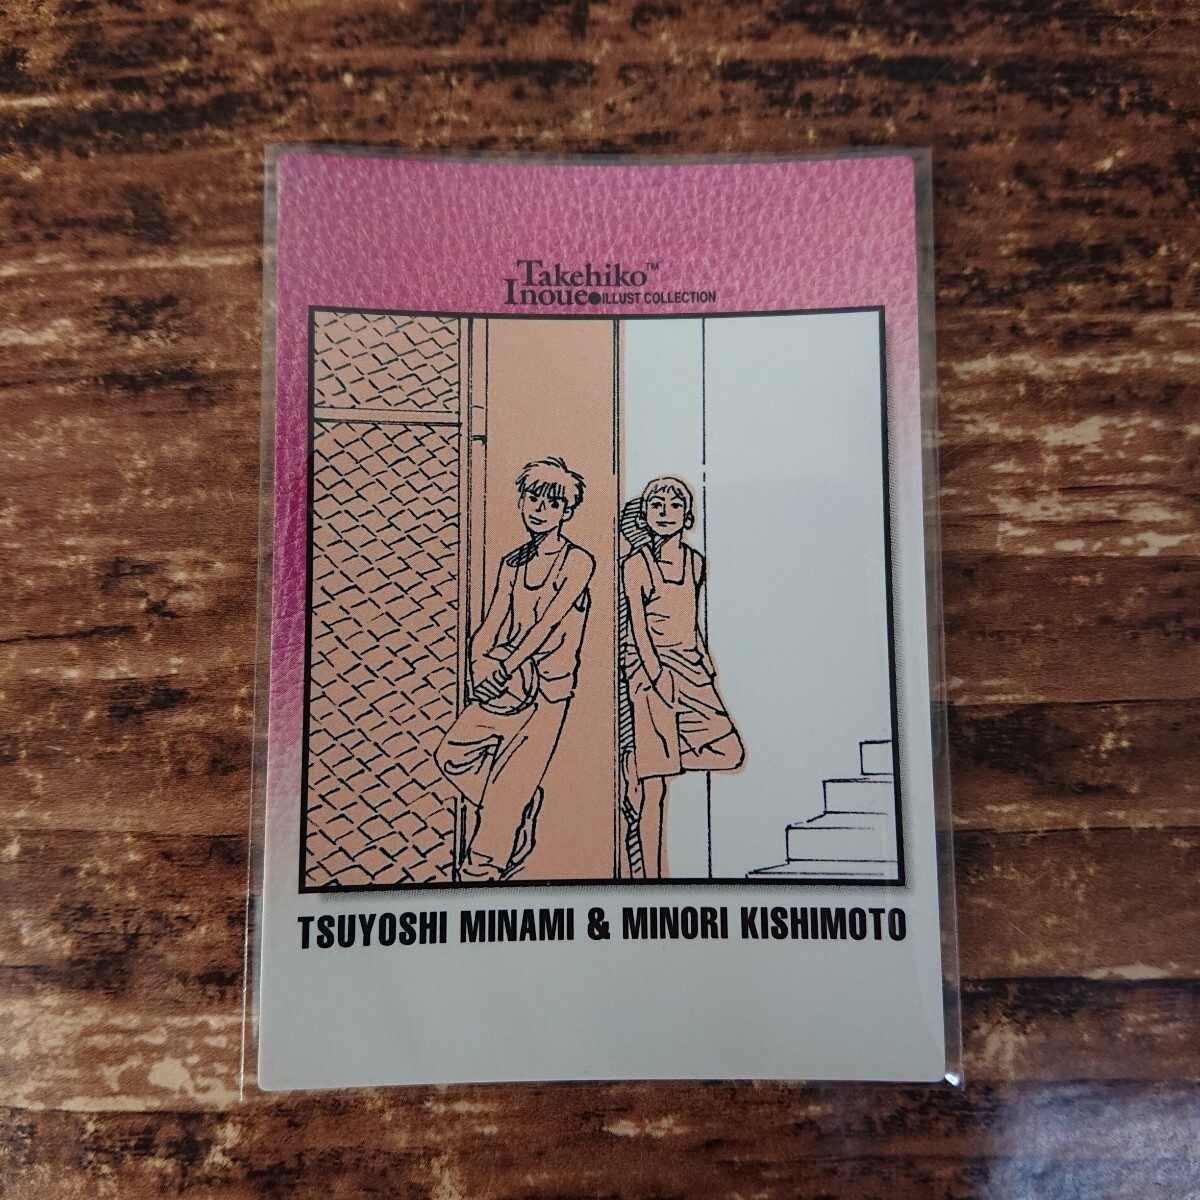 Takehiko™
Inoue●ILLUST COLLECTION
TSUYOSHI MINAMI & MINORI KISHIMOTO